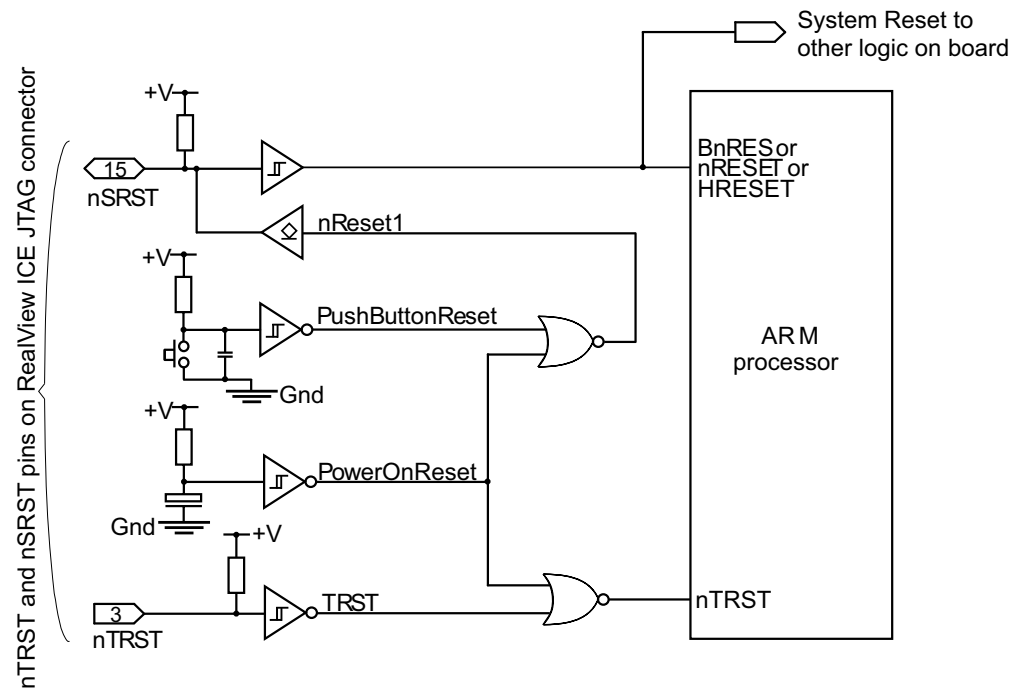 System Reset to
other logic on board
nTRST and nSRST pins on RealView ICE JTAG connector
+V
15
nSRST
BnRES or
nRESET or
HRESET
nReset1
+V
PushButtonReset
ARM
processor
Gnd
+V
PowerOnReset
Gnd
+V
3
nTRST
TRST
nTRST